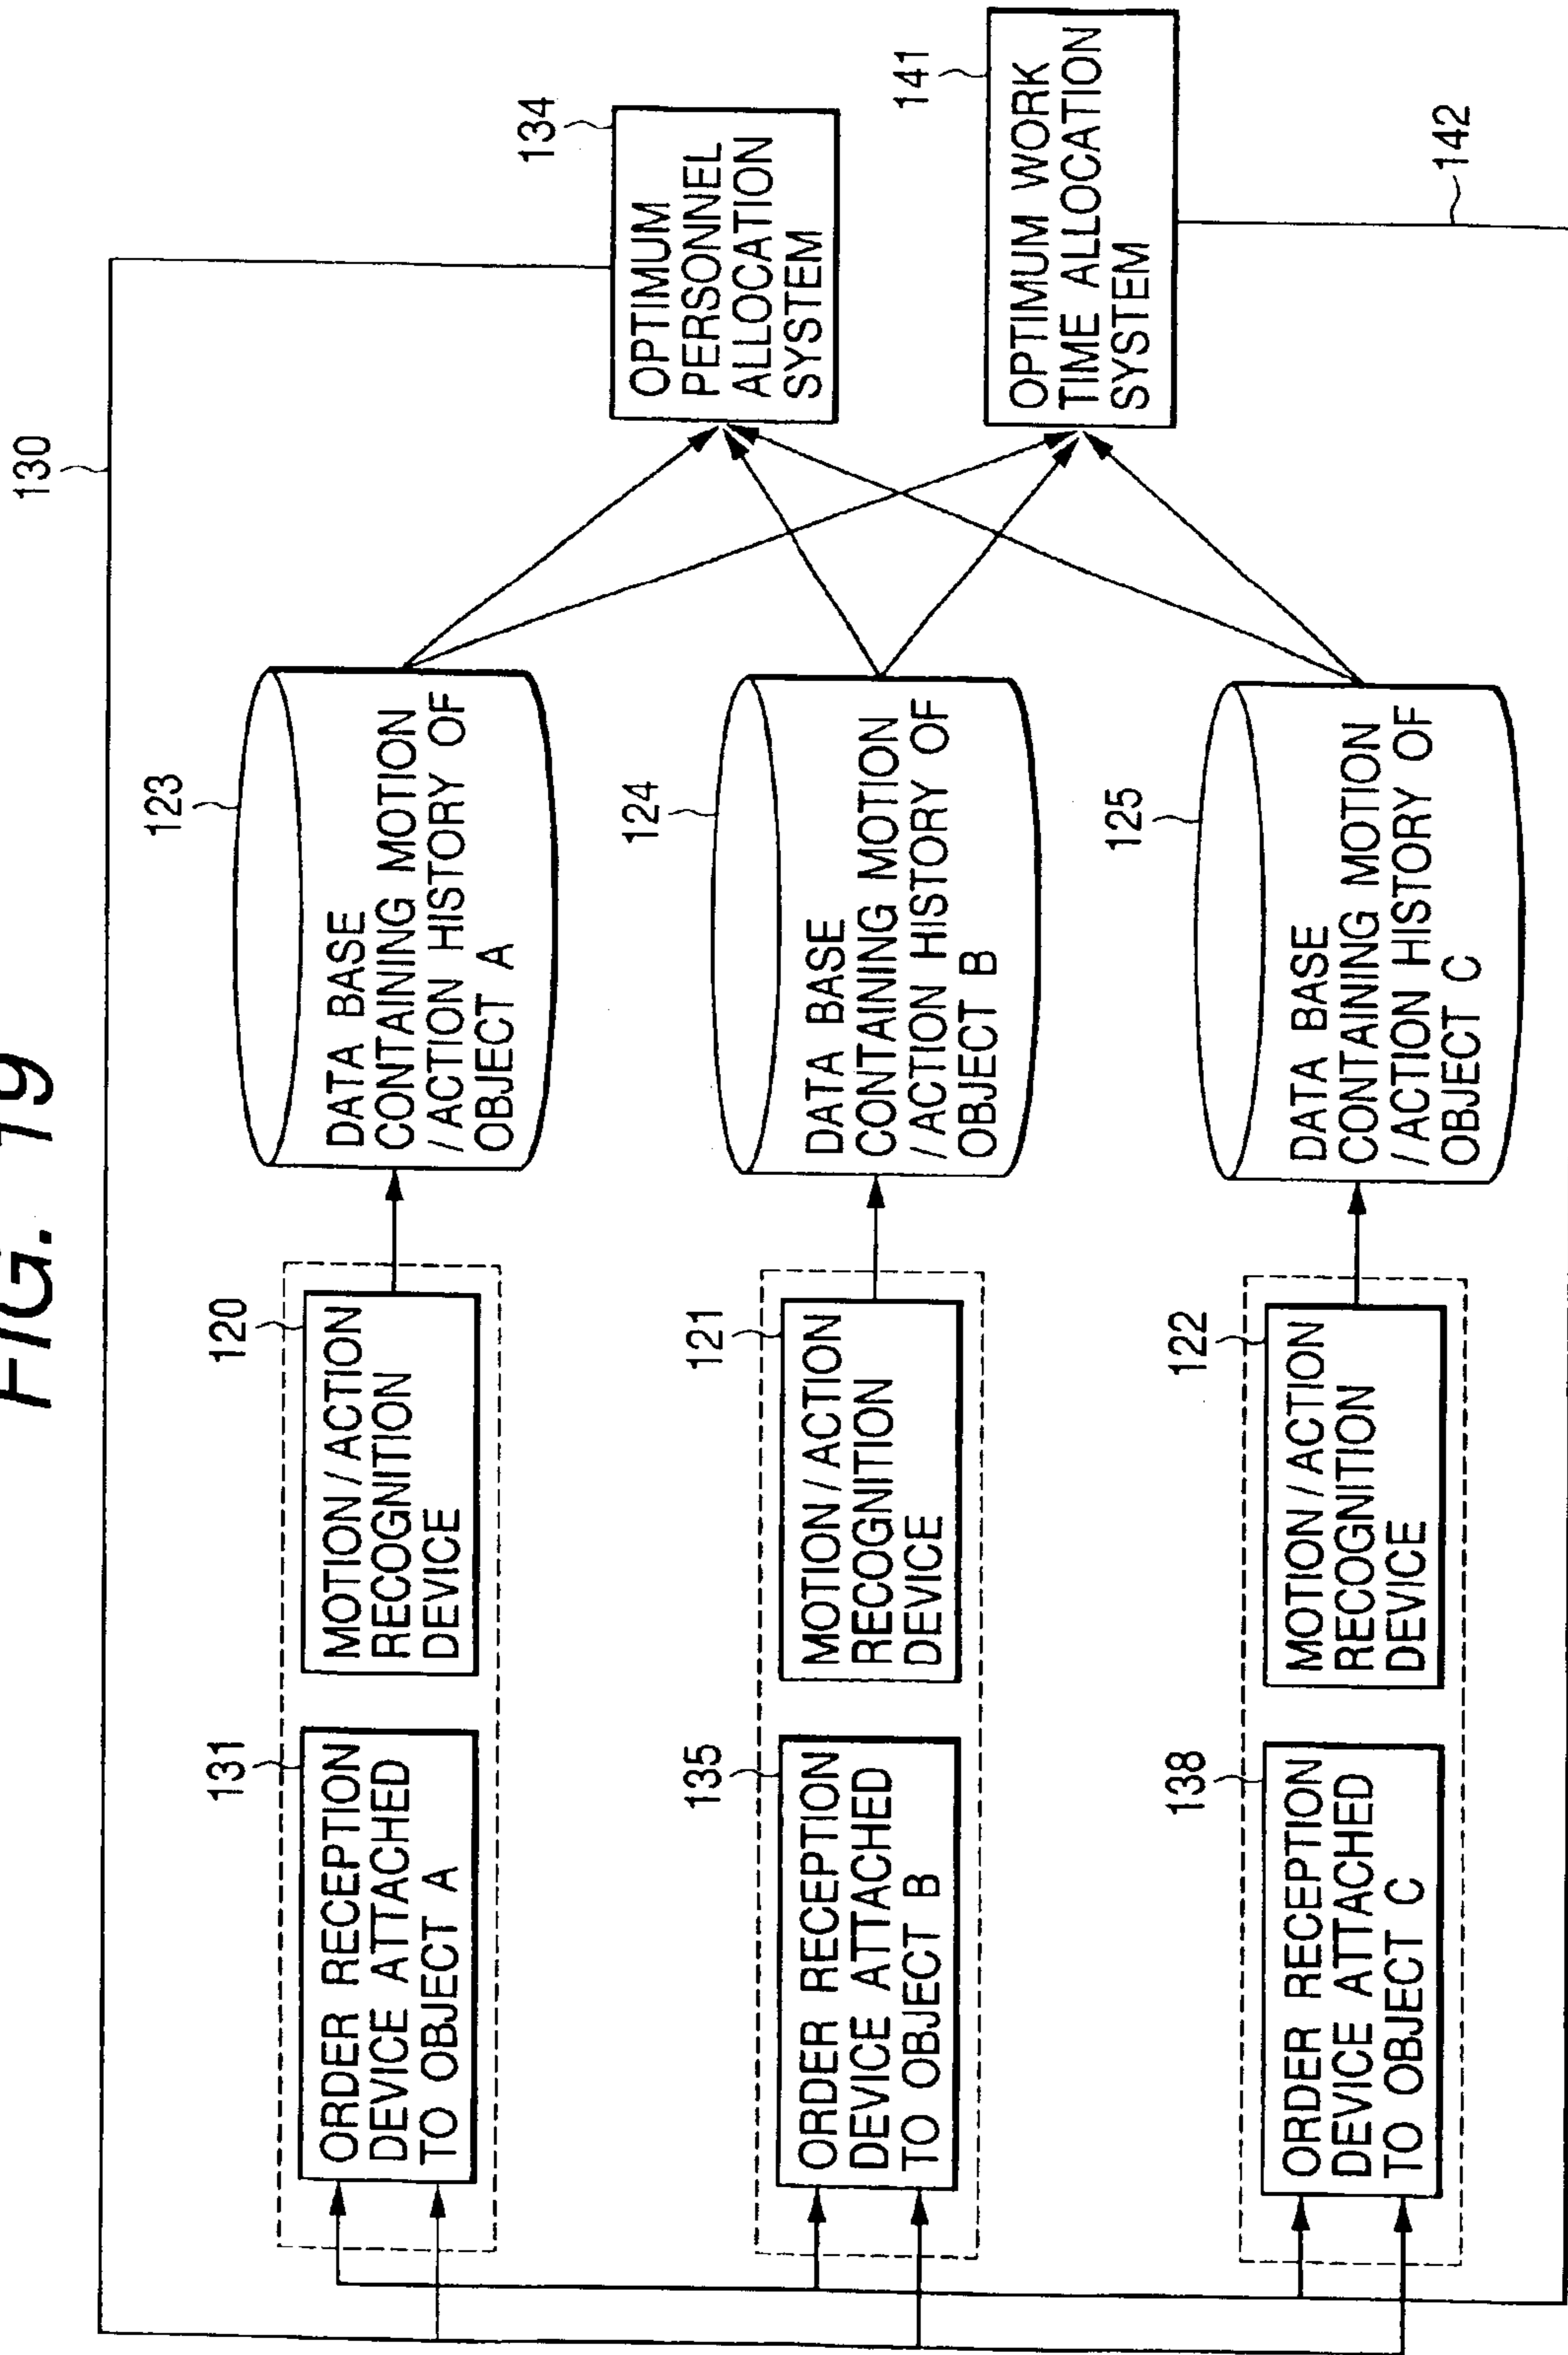 FIG. 19
130
131
ORDER RECEPTION
DEVICE ATTACHED
TO OBJECT A
120
MOTION/ACTION
RECOGNITION
DEVICE
123
DATA BASE
CONTAINING MOTION
/ACTION HISTORY OF
OBJECT A
134
OPTIMUM
PERSONNEL
ALLOCATION
SYSTEM
135
ORDER RECEPTION
DEVICE ATTACHED
TO OBJECT B
121
MOTION/ACTION
RECOGNITION
DEVICE
124
DATA BASE
CONTAINING MOTION
/ACTION HISTORY OF
OBJECT B
141
OPTIMUM WORK
TIME ALLOCATION
SYSTEM
138
ORDER RECEPTION
DEVICE ATTACHED
TO OBJECT C
122
MOTION/ACTION
RECOGNITION
DEVICE
125
DATA BASE
CONTAINING MOTION
/ACTION HISTORY OF
OBJECT C
142